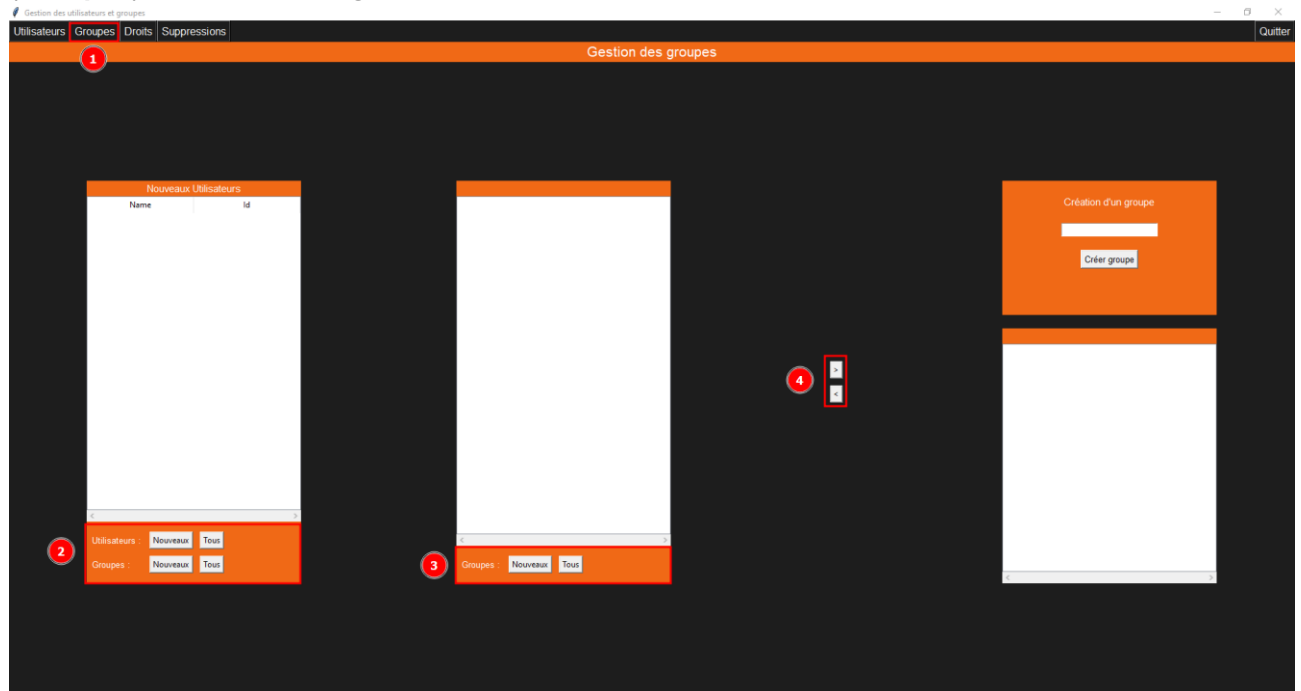 Gestion des utilisateurs et groupes
Utilisateurs Groupes Droits Suppressions Quitter
1
Gestion des groupes
Nouveaux Utilisateurs
Name Id
Création d'un groupe
Créer groupe
4
>
<
2
Utilisateurs : Nouveaux Tous
Groupes : Nouveaux Tous
3
Groupes : Nouveaux Tous